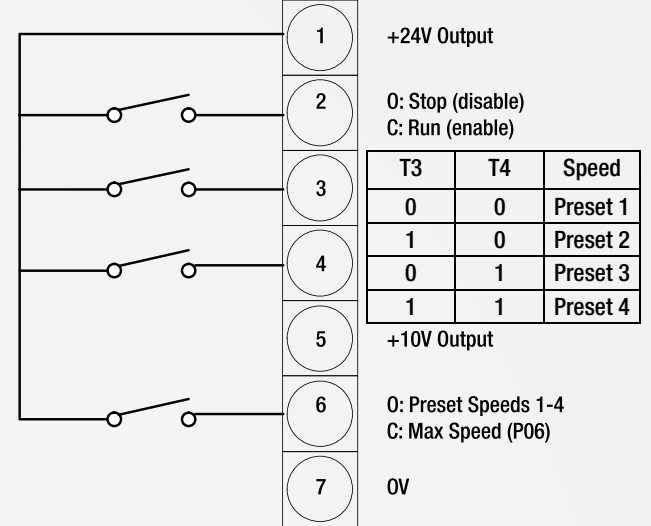 1 +24V Output
2 O: Stop (disable)
C: Run (enable)
3
T3 T4 Speed
0 0 Preset 1
1 0 Preset 2
0 1 Preset 3
1 1 Preset 4
4
5 +10V Output
6 O: Preset Speeds 1-4
C: Max Speed (P06)
7 0V